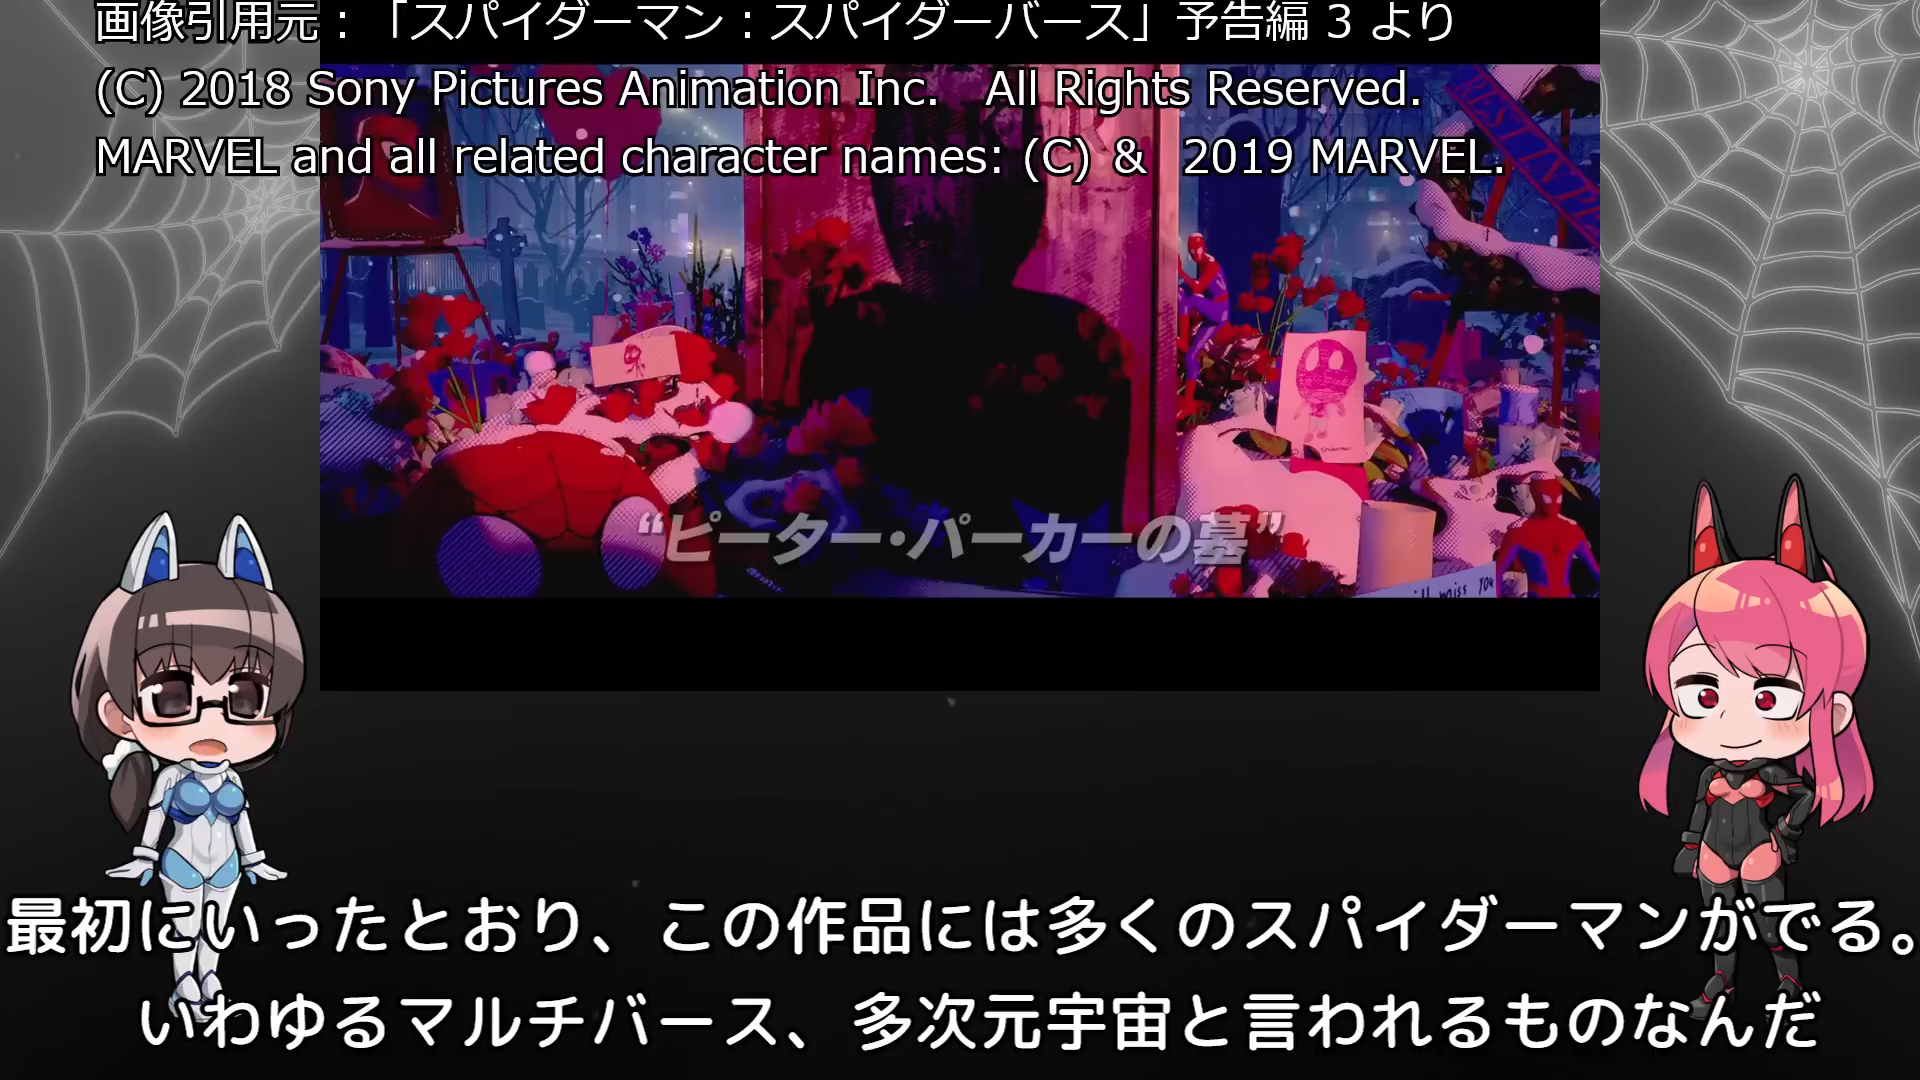 画像引用元：「スパイダーマン：スパイダーバース」予告編 3 より
(C) 2018 Sony Pictures Animation Inc.　All Rights Reserved.
MARVEL and all related character names: (C) ＆ 2019 MARVEL.
REST IN PE
“ピーター・パーカーの墓”
miss you
最初にいったとおり、この作品には多くのスパイダーマンがでる。
いわゆるマルチバース、多次元宇宙と言われるものなんだ